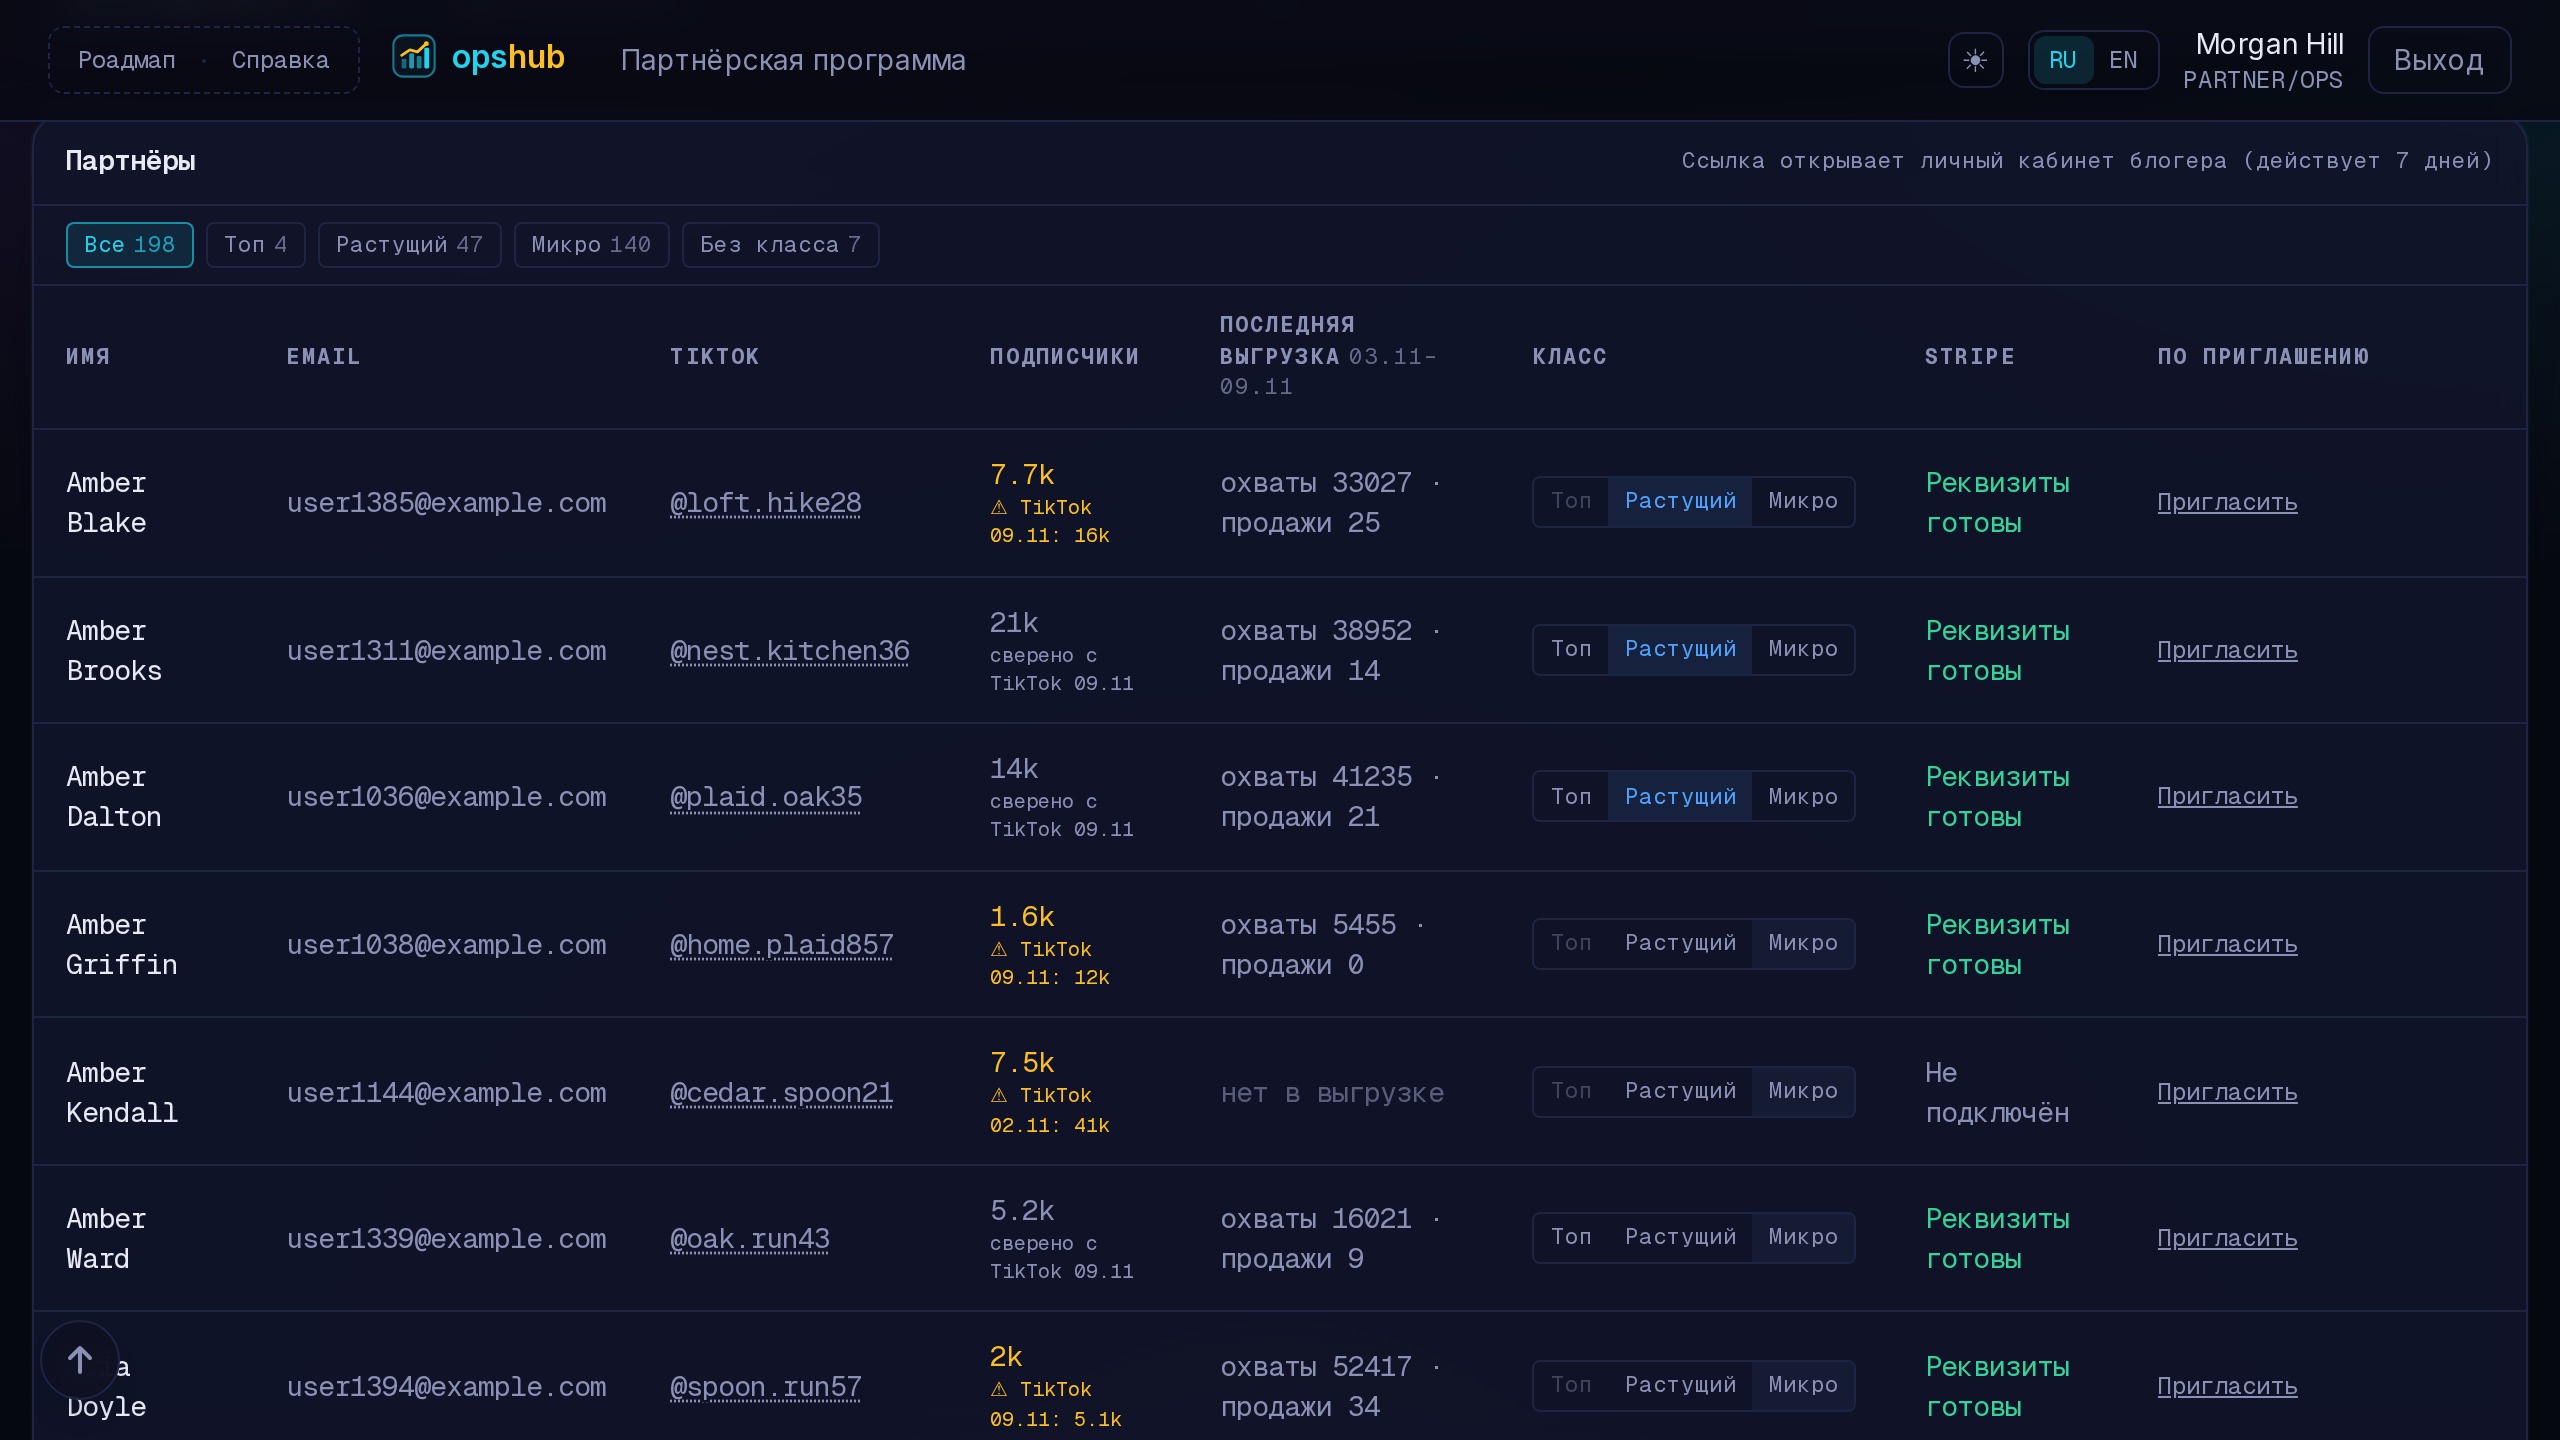 Роадмап · Справка
opshub
Партнёрская программа
RU EN
Morgan Hill
PARTNER/OPS
Выход
Партнёры
Ссылка открывает личный кабинет блогера (действует 7 дней)
Все 198 Топ 4 Растущий 47 Микро 140 Без класса 7
ИМЯ EMAIL TIKTOK ПОДПИСЧИКИ ПОСЛЕДНЯЯ ВЫГРУЗКА 03.11–09.11 КЛАСС STRIPE ПО ПРИГЛАШЕНИЮ
Amber Blake user1385@example.com @loft.hike28 7.7k ⚠ TikTok 09.11: 16k охваты 33027 · продажи 25 Топ Растущий Микро Реквизиты готовы Пригласить
Amber Brooks user1311@example.com @nest.kitchen36 21k сверено с TikTok 09.11 охваты 38952 · продажи 14 Топ Растущий Микро Реквизиты готовы Пригласить
Amber Dalton user1036@example.com @plaid.oak35 14k сверено с TikTok 09.11 охваты 41235 · продажи 21 Топ Растущий Микро Реквизиты готовы Пригласить
Amber Griffin user1038@example.com @home.plaid857 1.6k ⚠ TikTok 09.11: 12k охваты 5455 · продажи 0 Топ Растущий Микро Реквизиты готовы Пригласить
Amber Kendall user1144@example.com @cedar.spoon21 7.5k ⚠ TikTok 02.11: 41k нет в выгрузке Топ Растущий Микро Не подключён Пригласить
Amber Ward user1339@example.com @oak.run43 5.2k сверено с TikTok 09.11 охваты 16021 · продажи 9 Топ Растущий Микро Реквизиты готовы Пригласить
Doyle user1394@example.com @spoon.run57 2k ⚠ TikTok 09.11: 5.1k охваты 52417 · продажи 34 Топ Растущий Микро Реквизиты готовы Пригласить